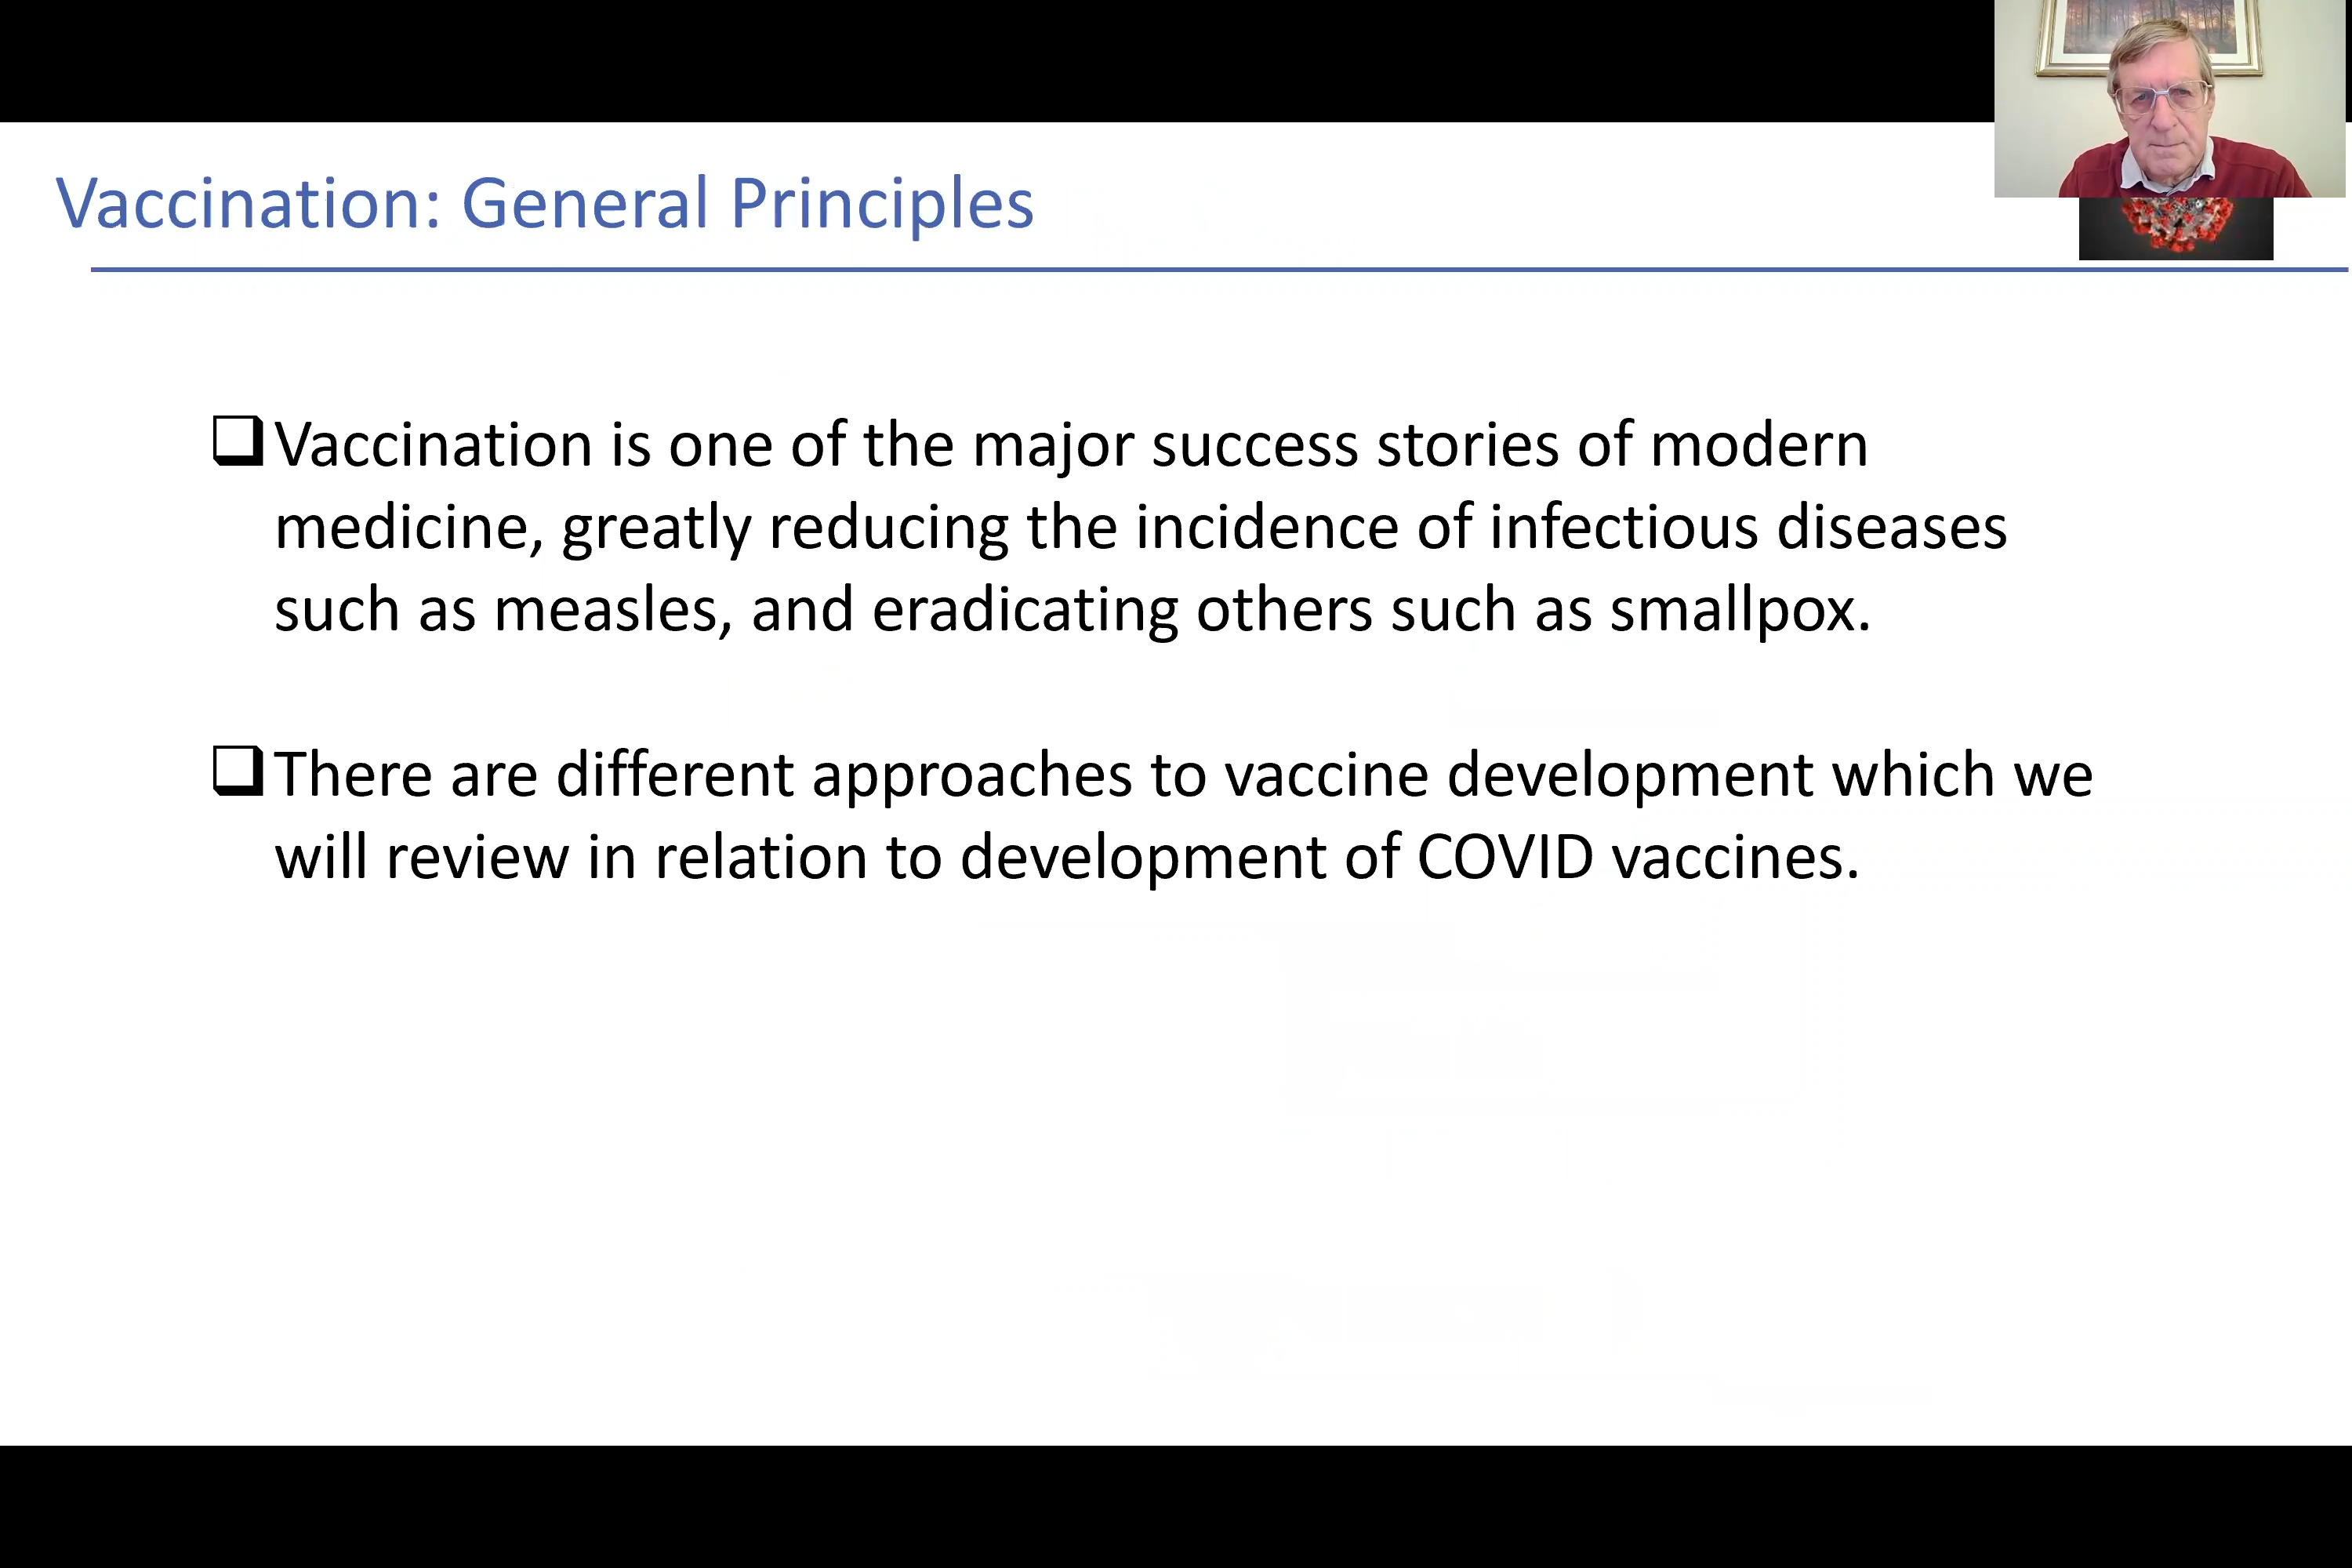 Vaccination: General Principles
❑Vaccination is one of the major success stories of modern
medicine, greatly reducing the incidence of infectious diseases
such as measles, and eradicating others such as smallpox.
❑There are different approaches to vaccine development which we
will review in relation to development of COVID vaccines.